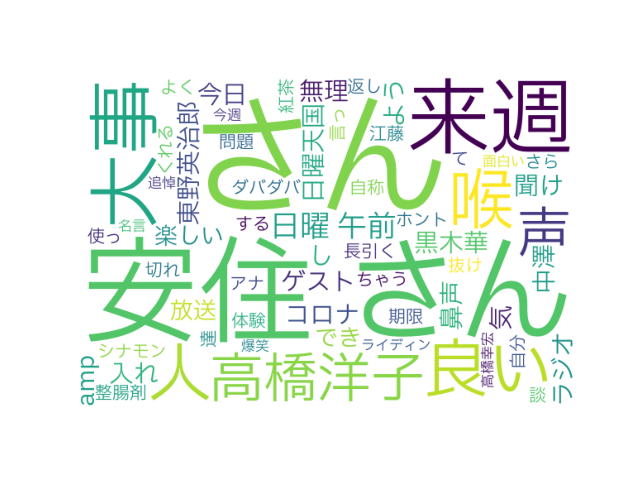 大事
よく
くれる
今日
今週
東野英治郎
追悼
さん
問題
ダバダバ
紅茶
日曜天国
無理
言っ
返し
自称
江藤
よう
来週
て
面白い
さら
喉
聞け
声
使っ
名言
楽しい
する
日曜
午前
ホント
黒木華
抜け
中澤
安住
さん
切れ
アナ
し
ゲスト
長引く
ちゃう
鼻声
気
放送
体験
コロナ
期限
amp
シナモン
入れ
整腸剤
人
運
爆笑
高橋洋子
でき
ライディン
良い
高橋幸宏
自分
談
ラジオ